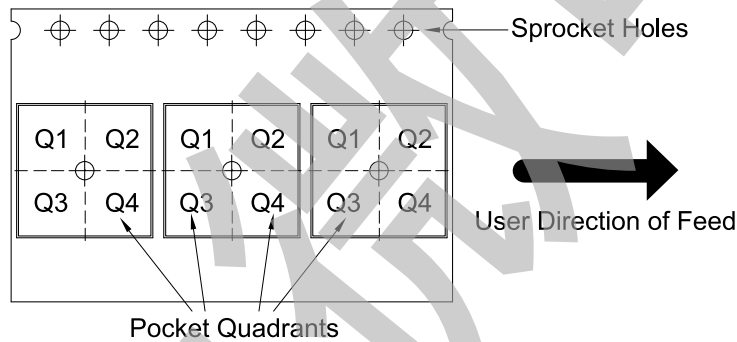 Sprocket Holes
Q1 Q2 Q1 Q2 Q1 Q2
Q3 Q4 Q3 Q4 Q3 Q4
User Direction of Feed
Pocket Quadrants